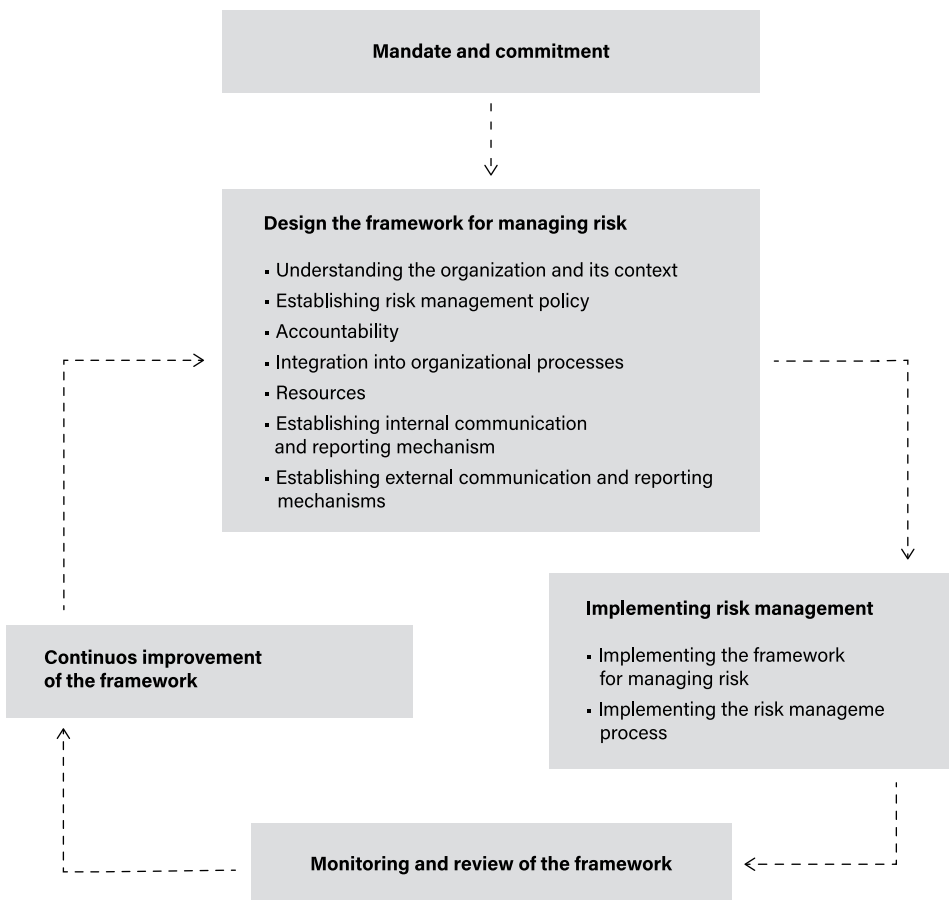 Mandate and commitment
Design the framework for managing risk
▪ Understanding the organization and its context
▪ Establishing risk management policy
▪ Accountability
▪ Integration into organizational processes
▪ Resources
▪ Establishing internal communication
and reporting mechanism
▪ Establishing external communication and reporting
mechanisms
Implementing risk management
▪ Implementing the framework
for managing risk
▪ Implementing the risk manageme
process
Continuos improvement
of the framework
Monitoring and review of the framework